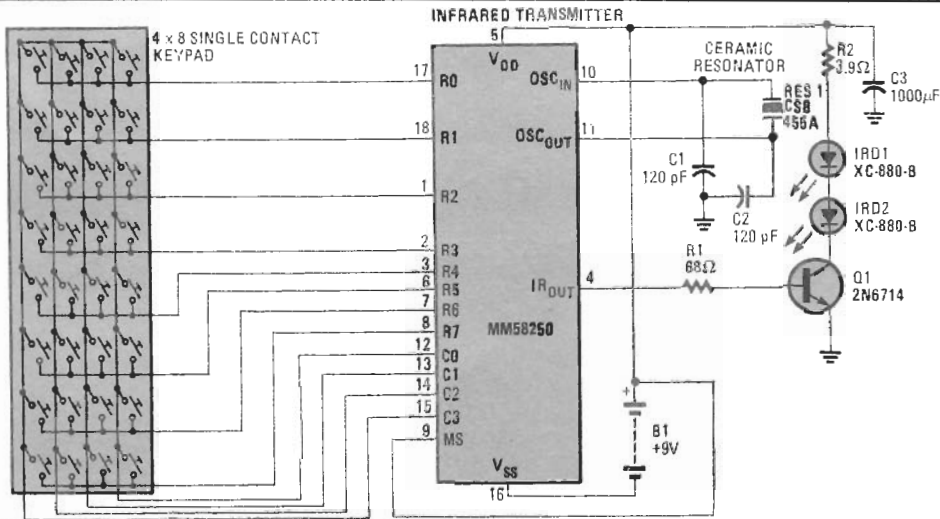 INFRARED TRANSMITTER
4 x 8 SINGLE CONTACT
KEYPAD
5
VDD
17
R0
18
R1
1
R2
2
R3
3
R4
6
R5
7
R6
8
R7
12
C0
13
C1
14
C2
15
C3
9
MS
VSS
16
MM58250
10
OSCIN
11
OSCOUT
4
IROUT
CERAMIC
RESONATOR
RES 1
CSB
455A
C1
120 pF
C2
120 pF
R1
68Ω
R2
3.9Ω
C3
1000µF
IRD1
XC-880-B
IRD2
XC-880-B
Q1
2N6714
+
B1
+9V